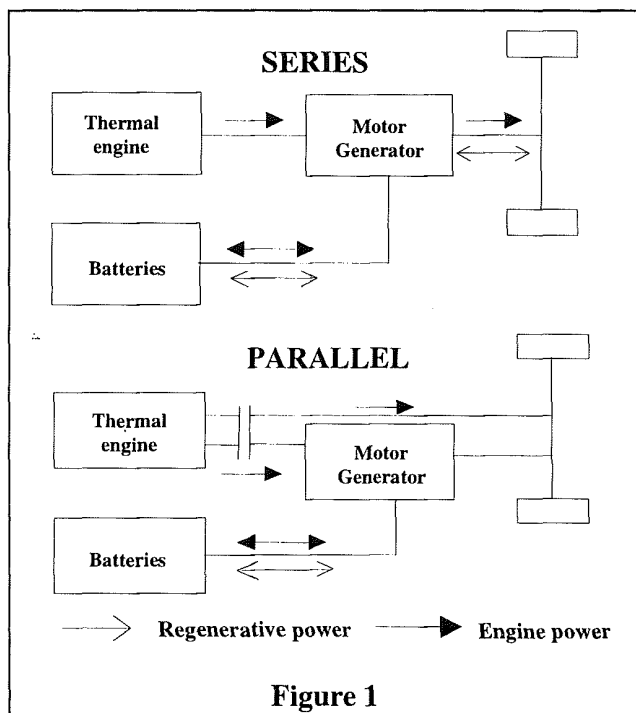 SERIES
Thermal
engine
Motor
Generator
Batteries
PARALLEL
Thermal
engine
Motor
Generator
Batteries
Regenerative power
Engine power
Figure 1